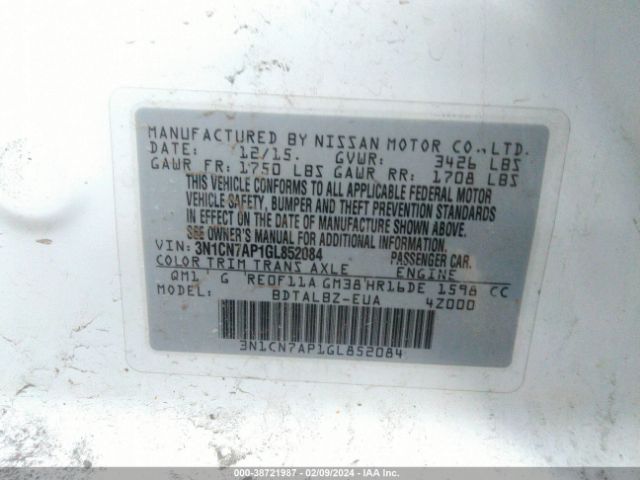 MANUFACTURED BY NISSAN MOTOR CO.,LTD.
DATE: 12/15. GVWR: 3426 LBS
GAWR FR: 1750 LBS GAWR RR: 1708 LBS
THIS VEHICLE CONFORMS TO ALL APPLICABLE FEDERAL MOTOR
VEHICLE SAFETY, BUMPER AND THEFT PREVENTION STANDARDS
IN EFFECT ON THE DATE OF MANUFACTURE SHOWN ABOVE.
SEE OWNER'S MANUAL FOR ADDITIONAL INFORMATION.
VIN: 3N1CN7AP1GL852084 PASSENGER CAR.
COLOR TRIM TRANS AXLE ENGINE
QM1 G RE0F11A GM38 HR16DE 1598 CC
MODEL: BDTALBZ-EUA 4Z000
3N1CN7AP1GL852084
000-38721987 - 02/09/2024 - IAA Inc.